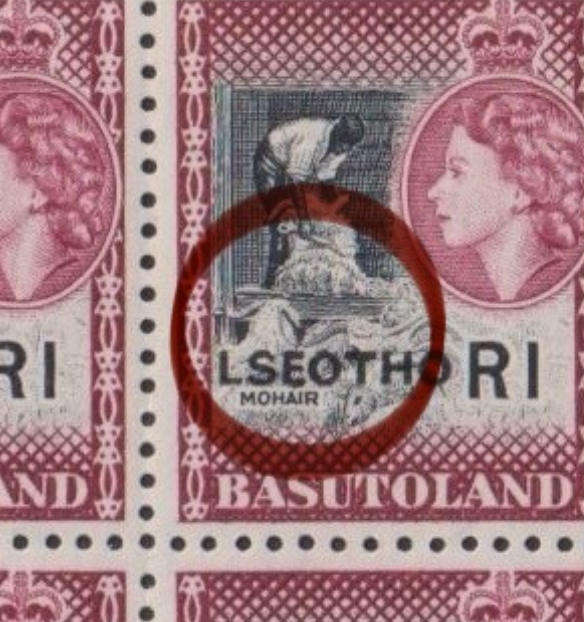 RI
LSEOTHO RI
MOHAIR
AND
BASUTOLAND